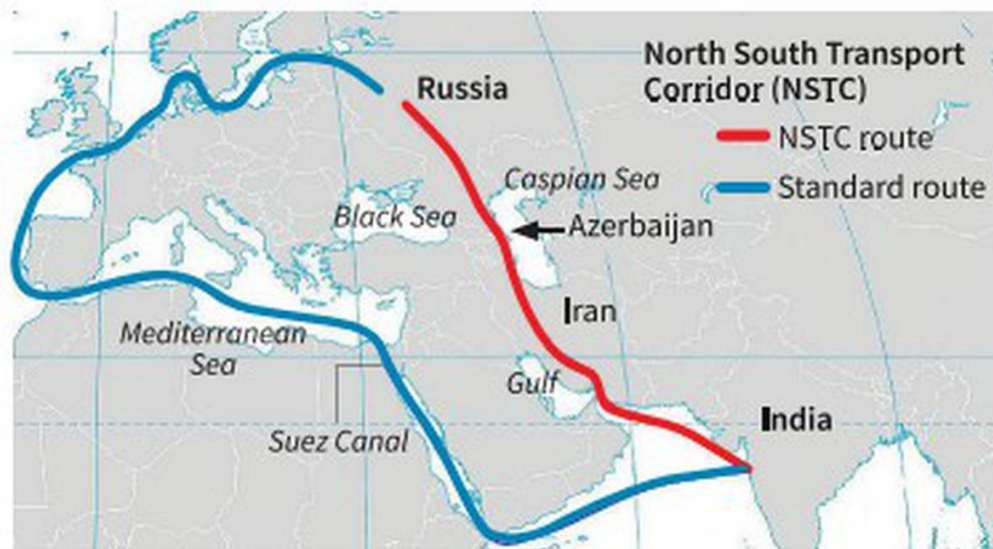 North South Transport
Corridor (NSTC)
NSTC route
Standard route
Russia
Caspian Sea
Black Sea
Azerbaijan
Iran
Mediterranean
Sea
Gulf
India
Suez Canal